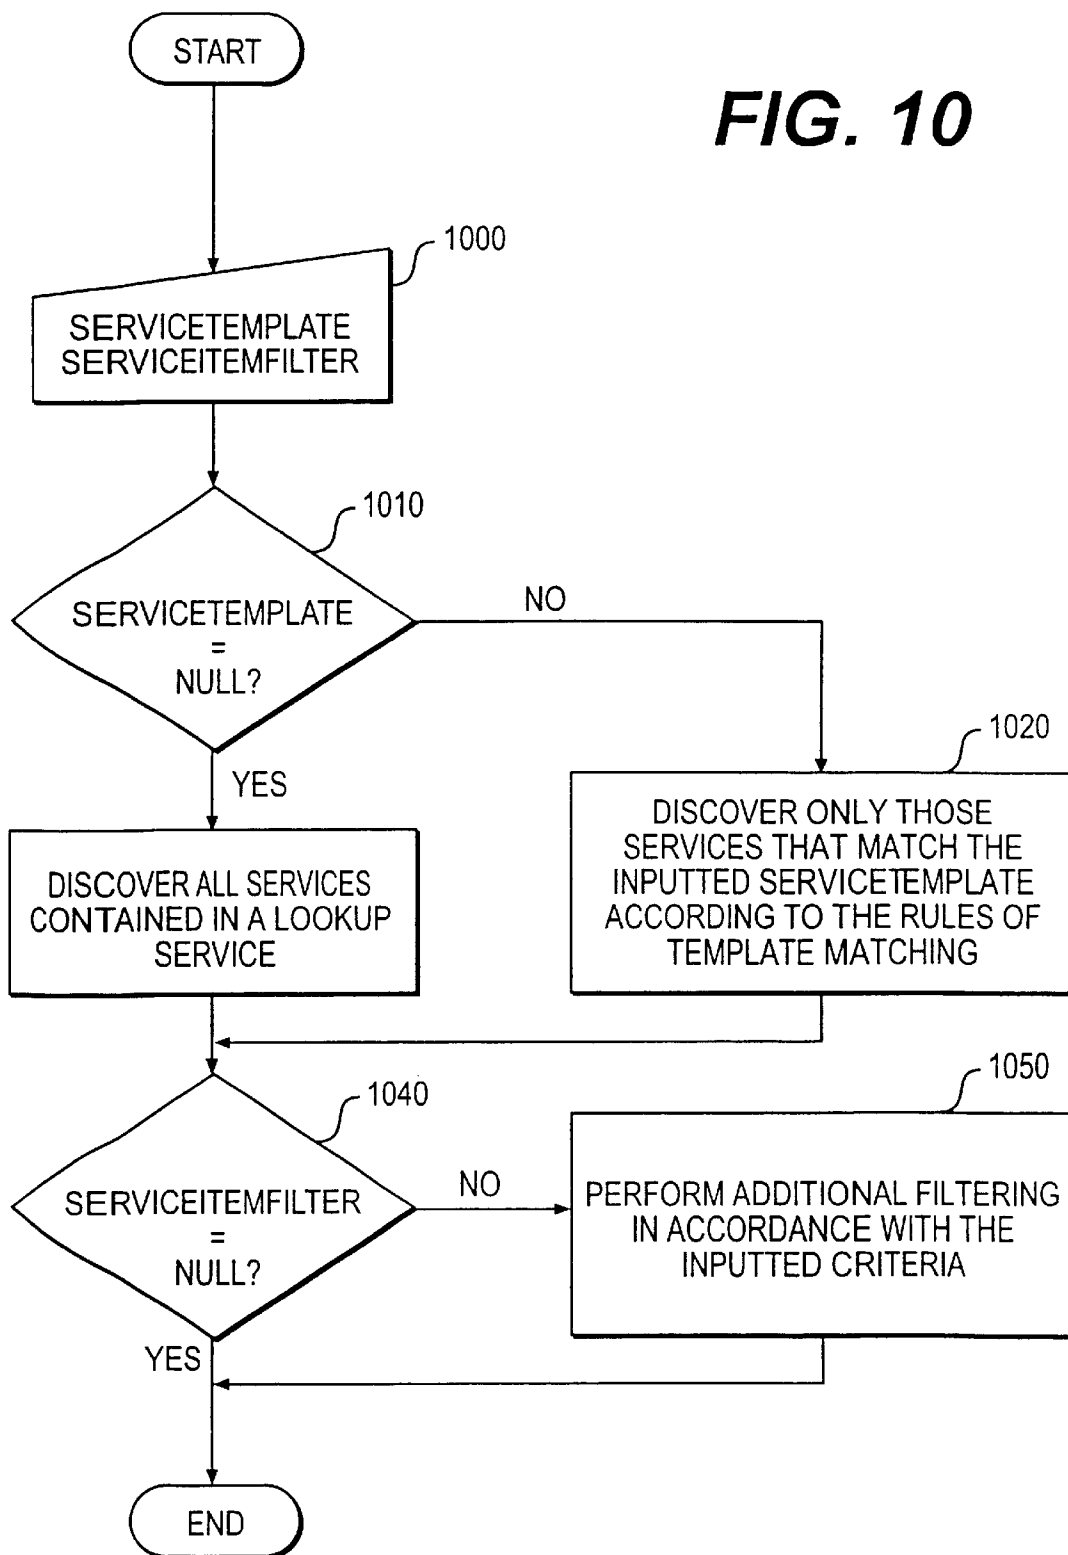 START
FIG. 10
1000
SERVICETEMPLATE
SERVICEITEMFILTER
1010
SERVICETEMPLATE
=
NULL?
NO
YES
1020
DISCOVER ALL SERVICES
CONTAINED IN A LOOKUP
SERVICE
DISCOVER ONLY THOSE
SERVICES THAT MATCH THE
INPUTTED SERVICETEMPLATE
ACCORDING TO THE RULES OF
TEMPLATE MATCHING
1040
SERVICEITEMFILTER
=
NULL?
NO
YES
1050
PERFORM ADDITIONAL FILTERING
IN ACCORDANCE WITH THE
INPUTTED CRITERIA
END